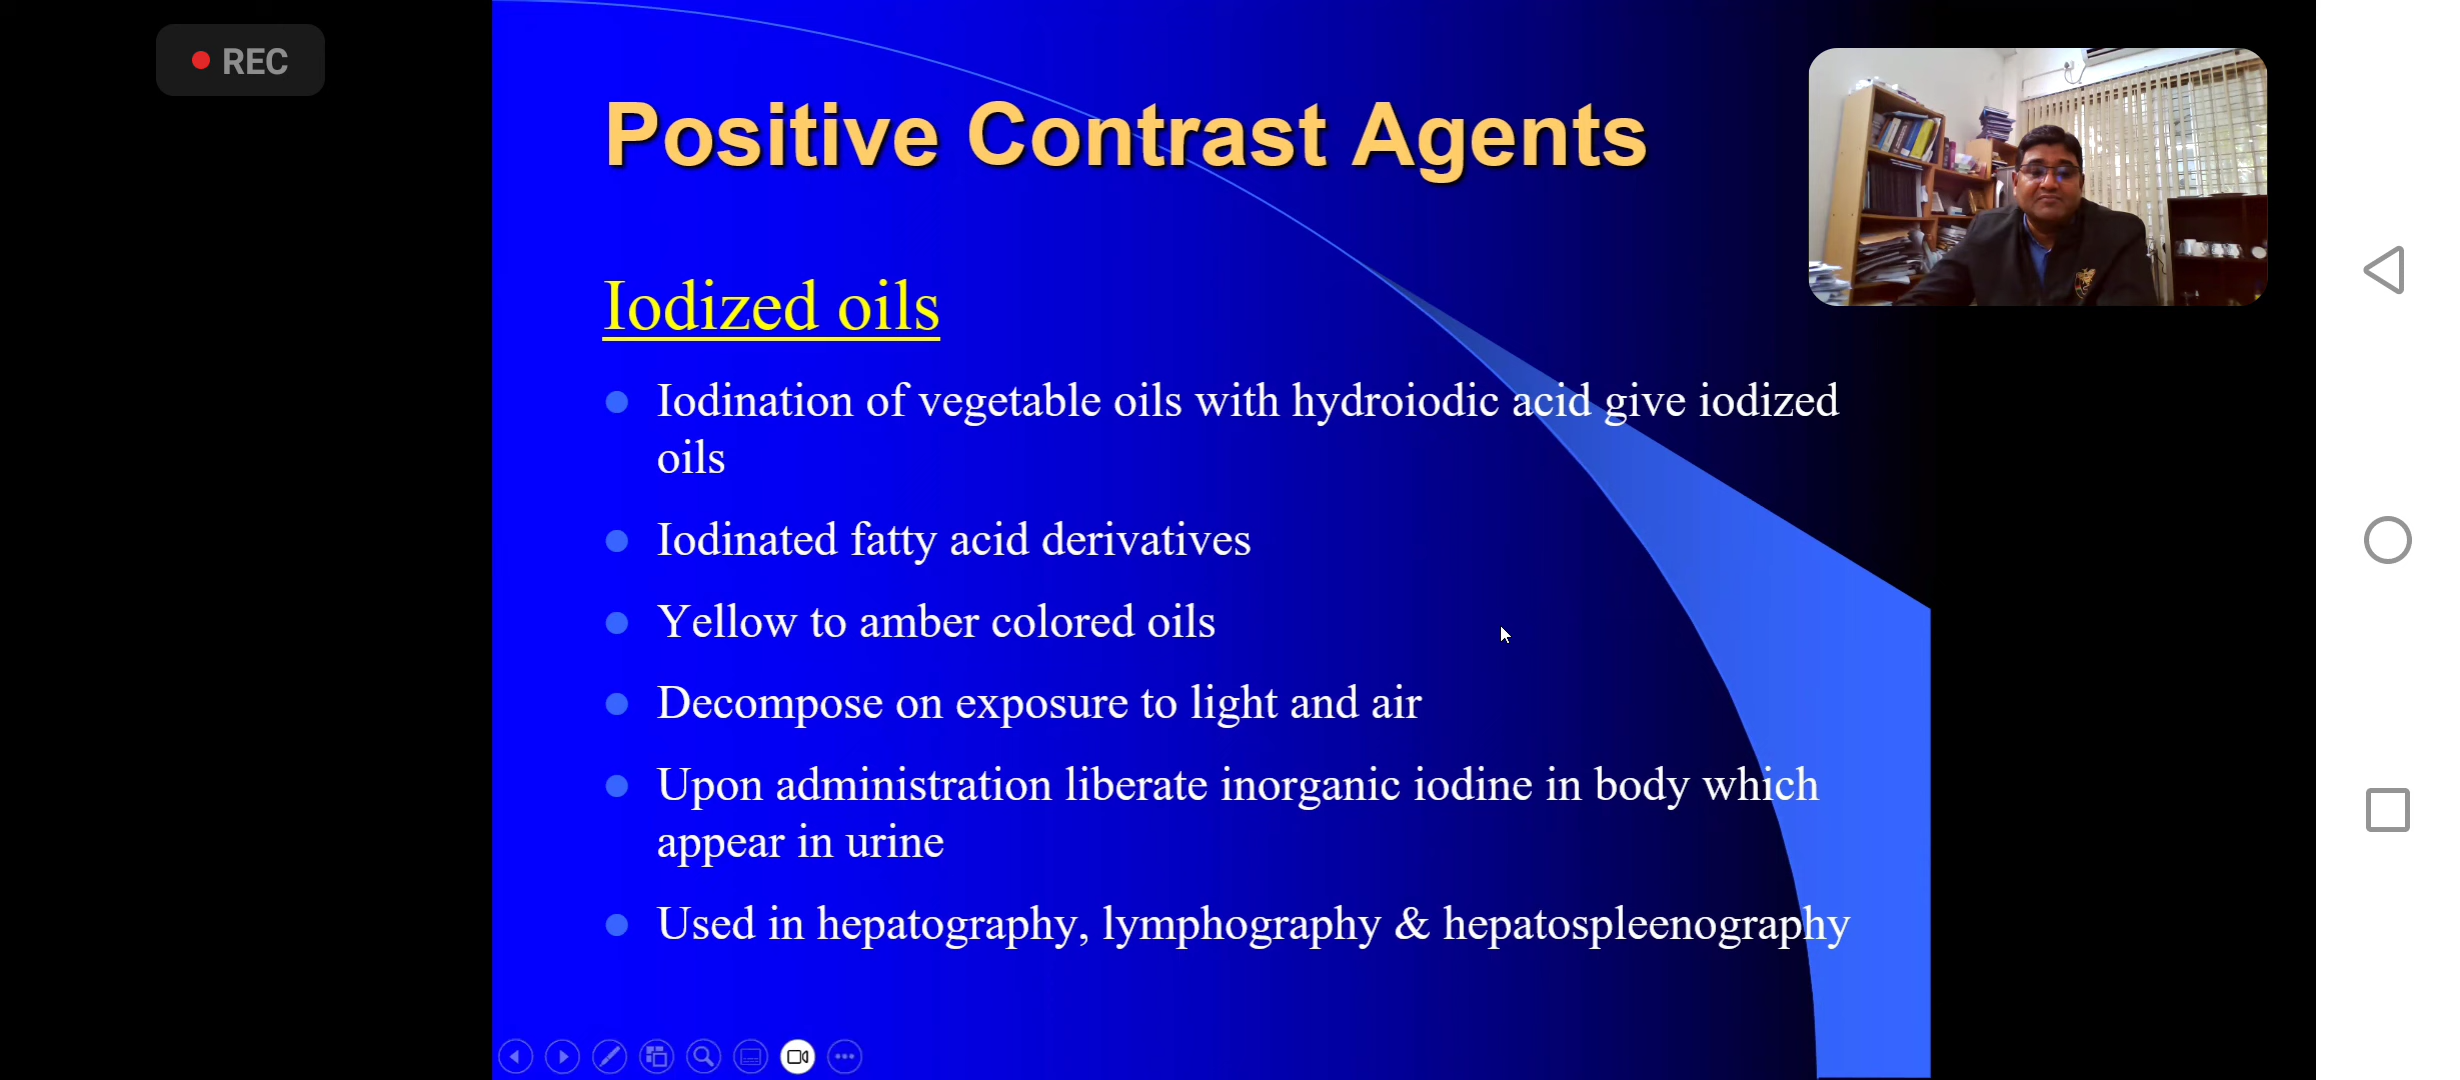 REC
Positive Contrast Agents
Iodized oils
Iodination of vegetable oils with hydroiodic acid give iodized
oils
Iodinated fatty acid derivatives
Yellow to amber colored oils
Decompose on exposure to light and air
Upon administration liberate inorganic iodine in body which
appear in urine
Used in hepatography, lymphography & hepatospleenography